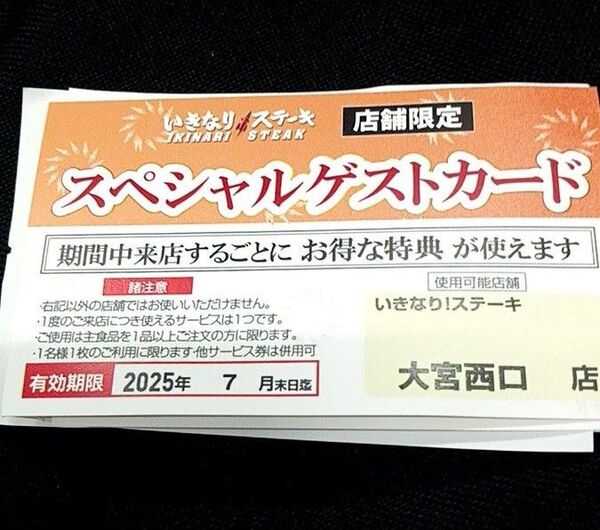 いきなりステーキ
IKINARI STEAK
店舗限定
スペシャルゲストカード
期間中来店するごとに お得な特典 が使えます
諸注意
･右記以外の店舗ではお使いいただけません。
･1度のご来店につき使えるサービスは1つです。
･ご使用は主食品を1品以上ご注文の方に限ります。
･1名様1枚のご利用に限ります･他サービス券は併用可
有効期限 2025年 7 月末日迄
使用可能店舗
いきなり!ステーキ
大宮西口 店